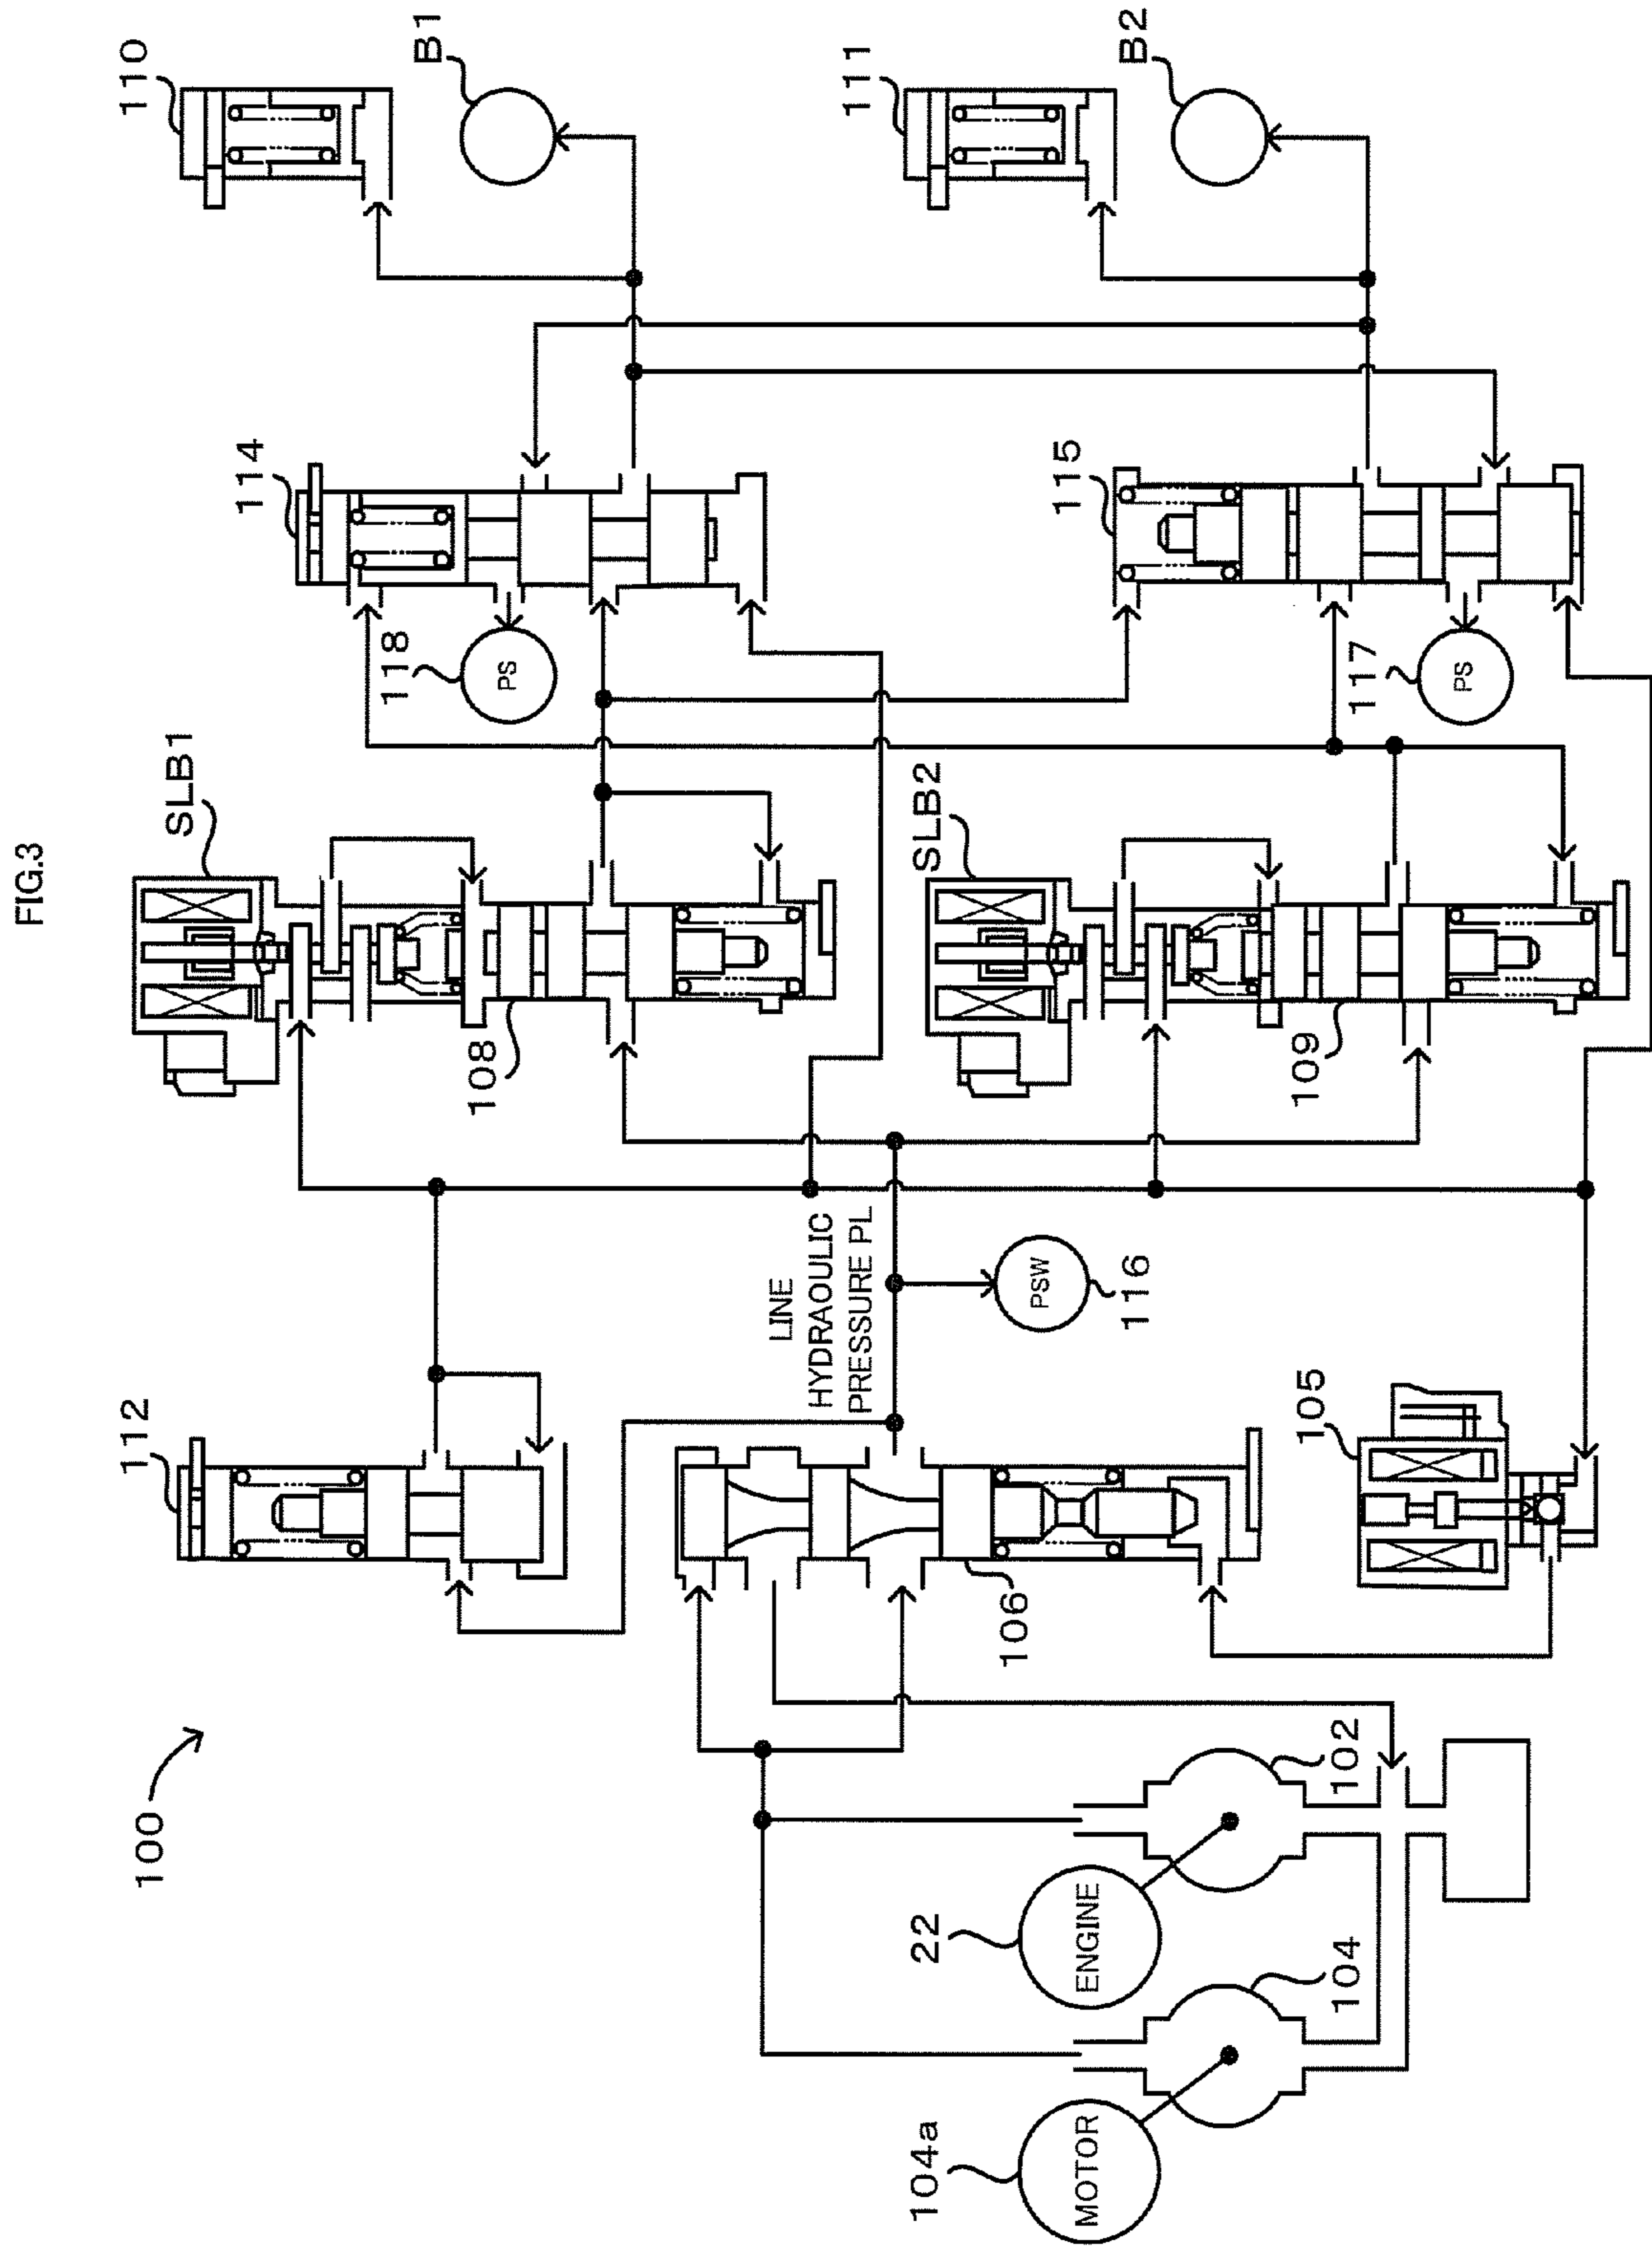 FIG.3
100
110
B1
111
B2
114
118
PS
115
117
PS
SLB1
108
SLB2
109
112
LINE
HYDRAOULIC
PRESSURE PL
PSW
116
106
105
102
22
ENGINE
104
104a
MOTOR